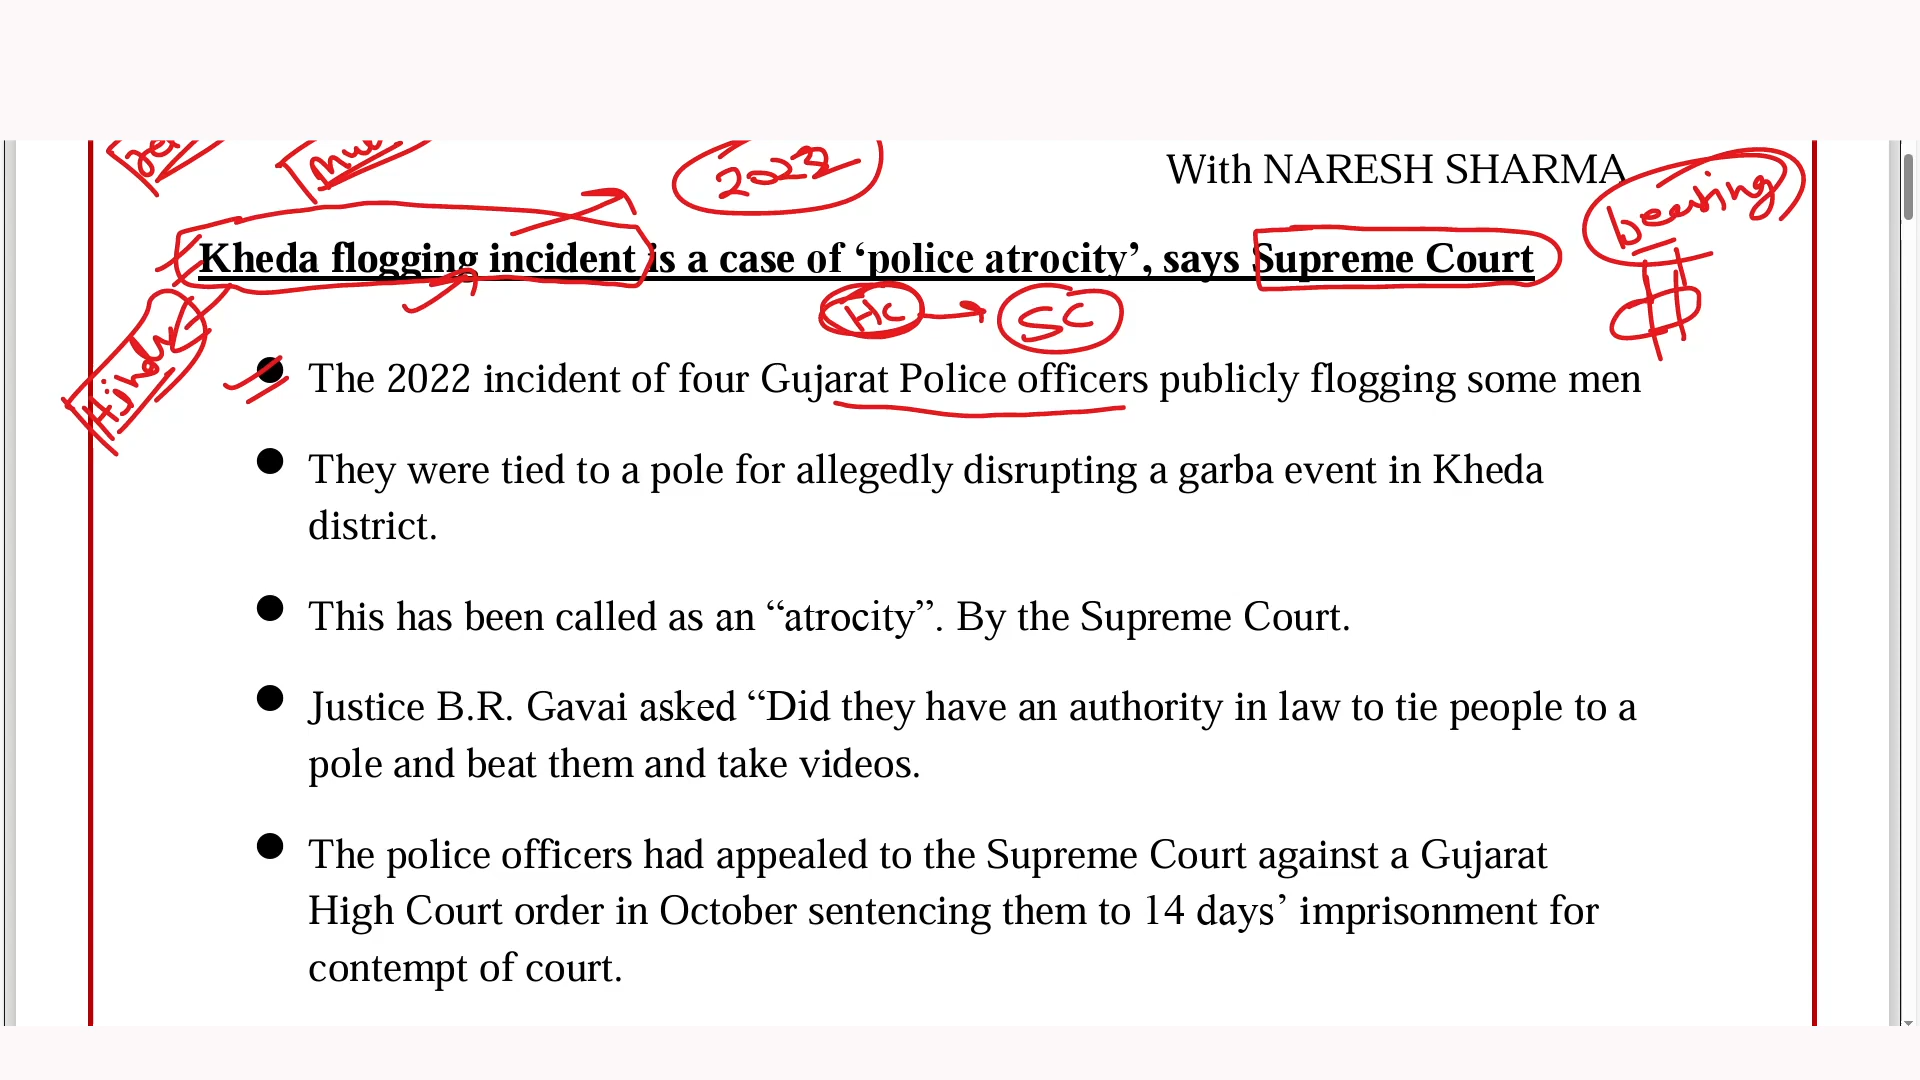 2022
With NARESH SHARMA
beating
Kheda flogging incident is a case of ‘police atrocity’, says Supreme Court
HC → SC
The 2022 incident of four Gujarat Police officers publicly flogging some men
They were tied to a pole for allegedly disrupting a garba event in Kheda
district.
This has been called as an “atrocity”. By the Supreme Court.
Justice B.R. Gavai asked “Did they have an authority in law to tie people to a
pole and beat them and take videos.
The police officers had appealed to the Supreme Court against a Gujarat
High Court order in October sentencing them to 14 days’ imprisonment for
contempt of court.